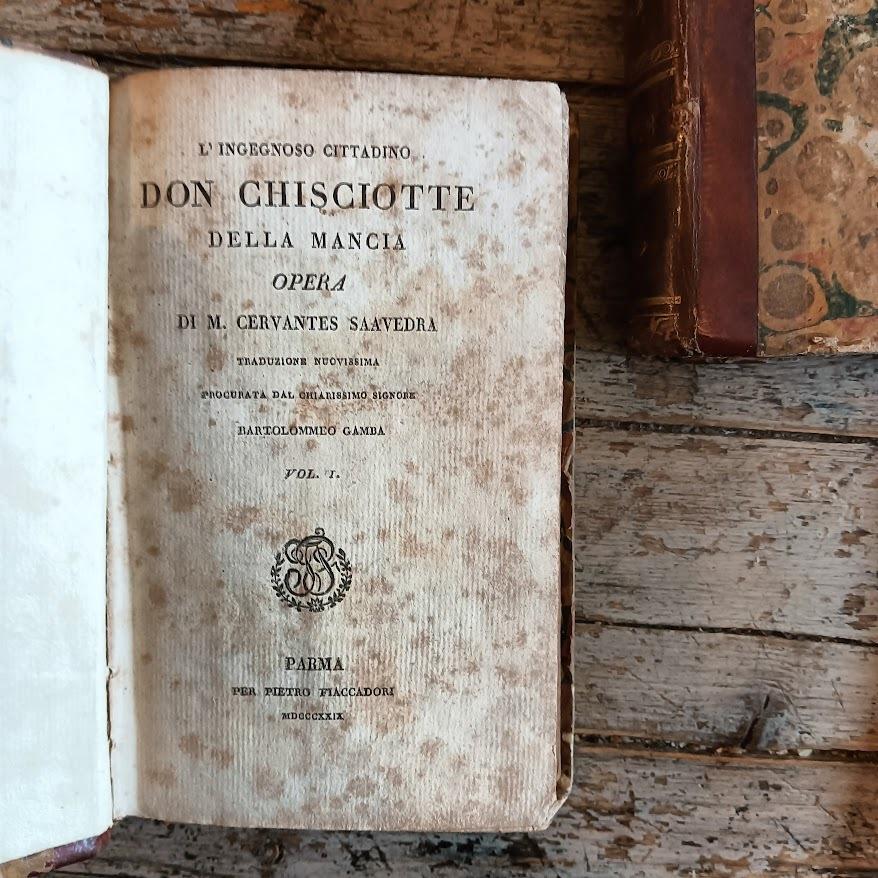 L' INGEGNOSO CITTADINO
DON CHISCIOTTE
DELLA MANCIA
OPERA
DI M. CERVANTES SAAVEDRA
TRADUZIONE NUOVISSIMA
PROCURATA DAL CHIARISSIMO SIGNORE
BARTOLOMMEO GAMBA
VOL. I.
PARMA
PER PIETRO FIACCADORI
MDCCCXXIX